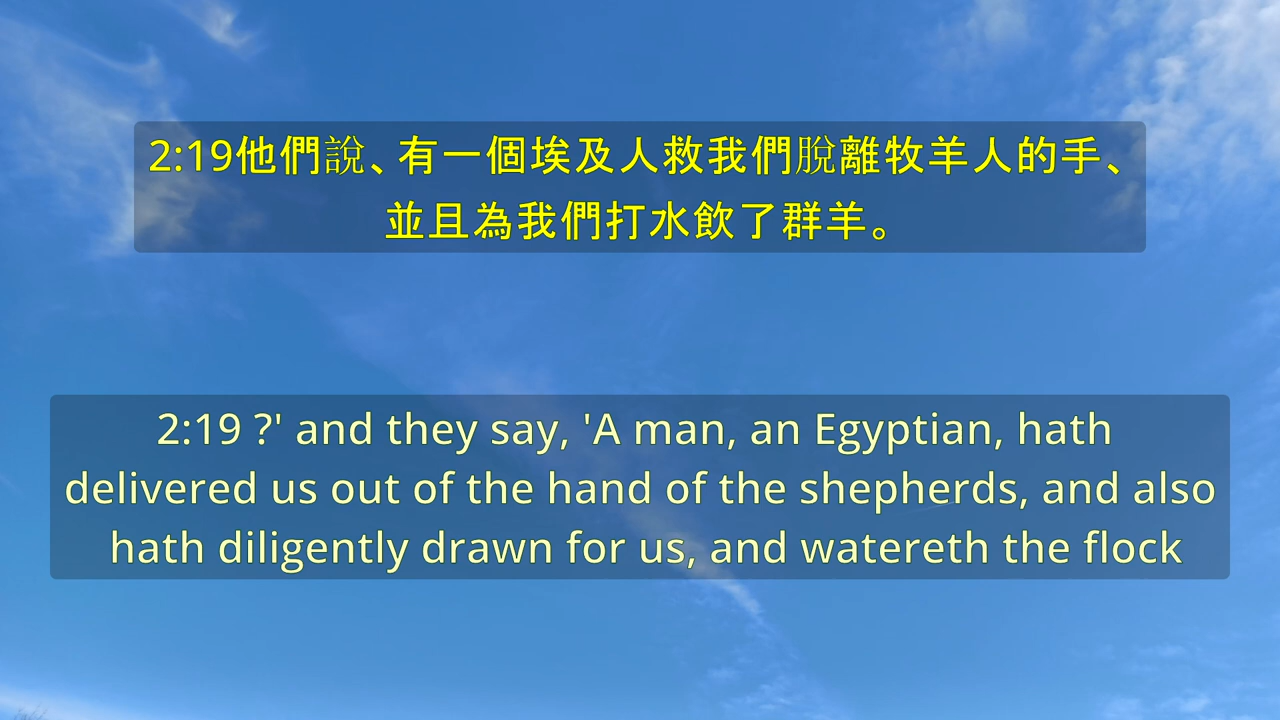 2:19他們說、有一個埃及人救我們脫離牧羊人的手、
並且為我們打水飲了群羊。
2:19 ?' and they say, 'A man, an Egyptian, hath
delivered us out of the hand of the shepherds, and also
hath diligently drawn for us, and watereth the flock